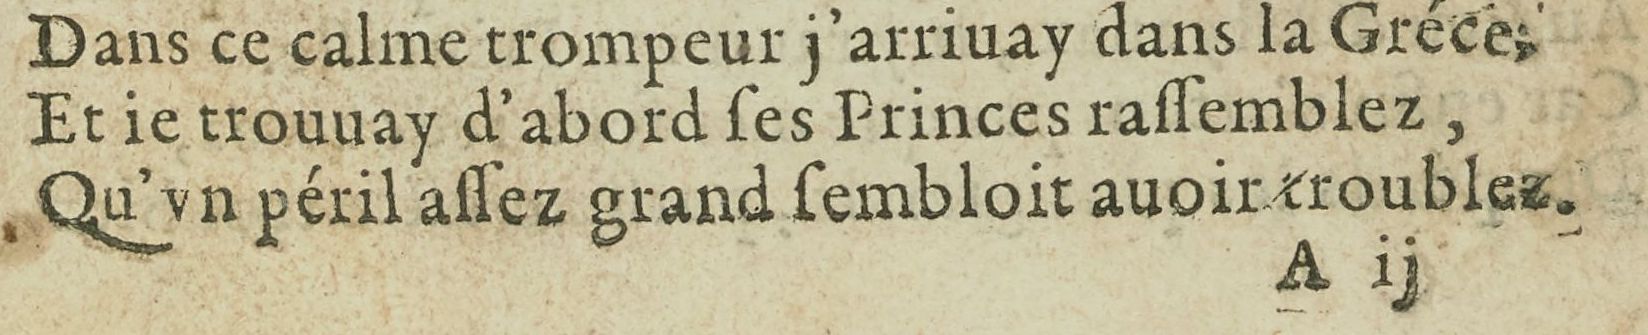 Dans ce calme trompeur j'arriuay dans la Gréce;
Et ie trouuay d'abord ſes Princes raſſemblez,
Qu'vn péril aſſez grand ſembloit auoir troublez.
A ij